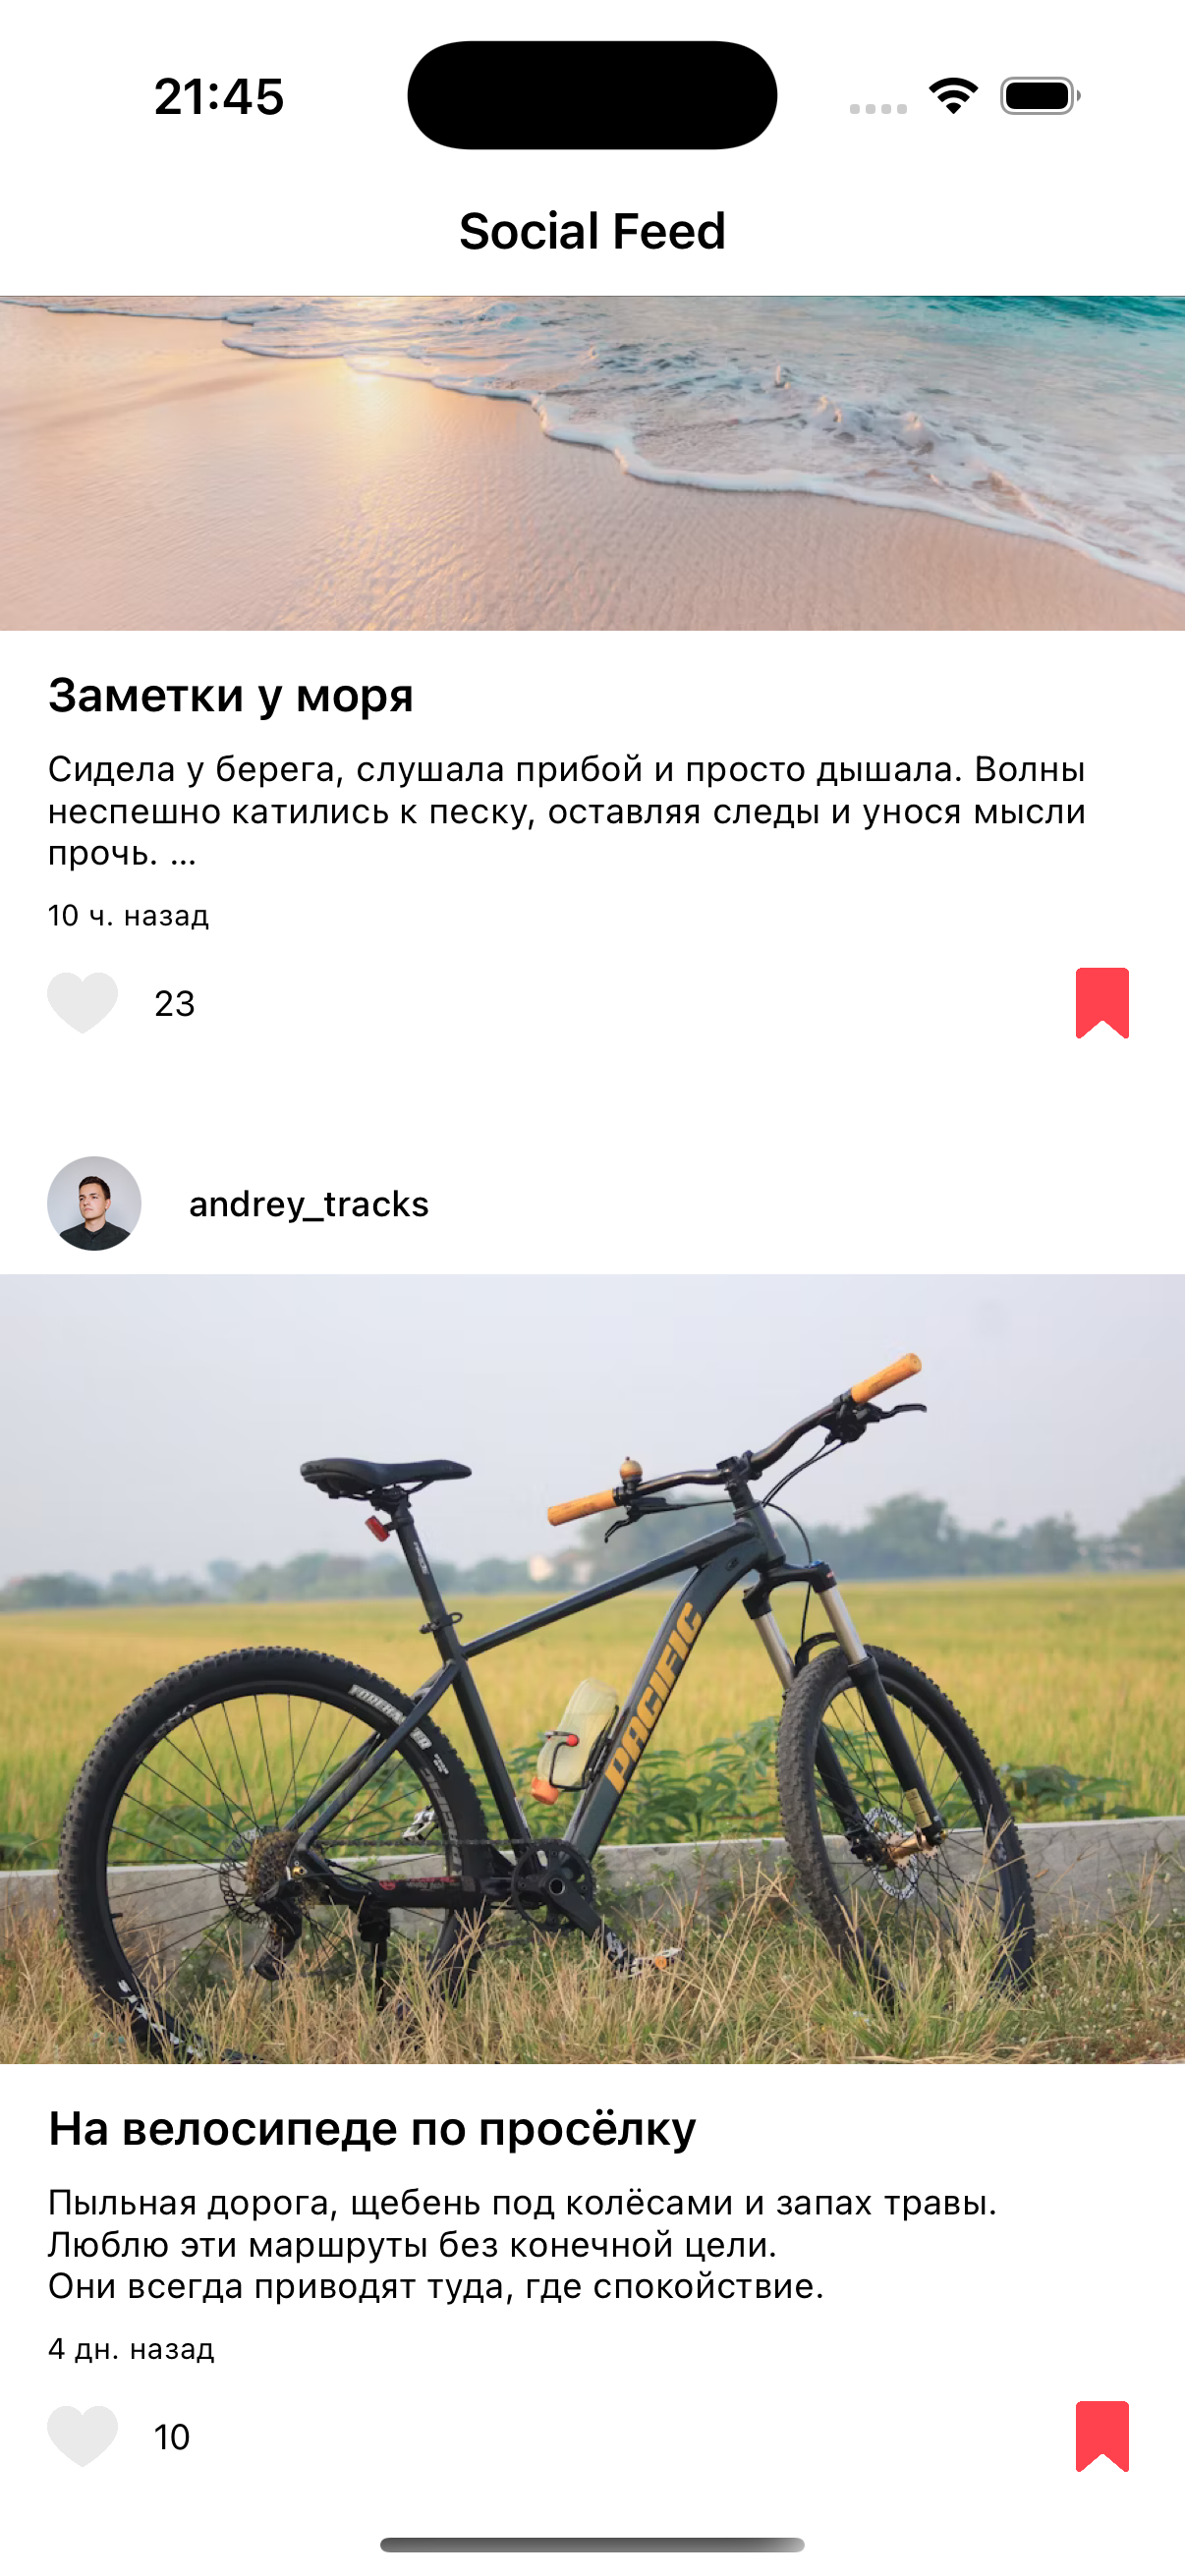 21:45
Social Feed
Заметки у моря
Сидела у берега, слушала прибой и просто дышала. Волны
неспешно катились к песку, оставляя следы и унося мысли
прочь. ...
10 ч. назад
23
andrey_tracks
PACIFIC
На велосипеде по просёлку
Пыльная дорога, щебень под колёсами и запах травы.
Люблю эти маршруты без конечной цели.
Они всегда приводят туда, где спокойствие.
4 дн. назад
10